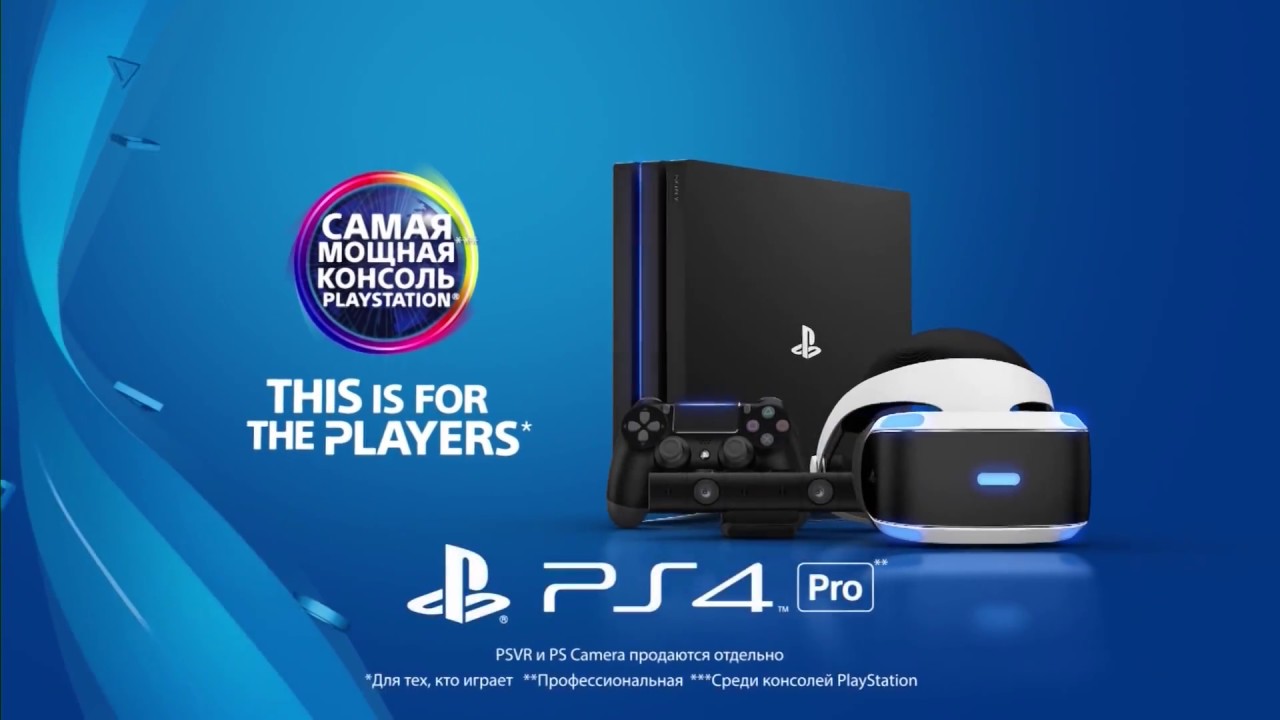 САМАЯ
МОЩНАЯ***
КОНСОЛЬ
PLAYSTATION®
THIS IS FOR
THE PLAYERS*
PS4™ Pro**
®
PSVR и PS Camera продаются отдельно
*Для тех, кто играет **Профессиональная ***Среди консолей PlayStation